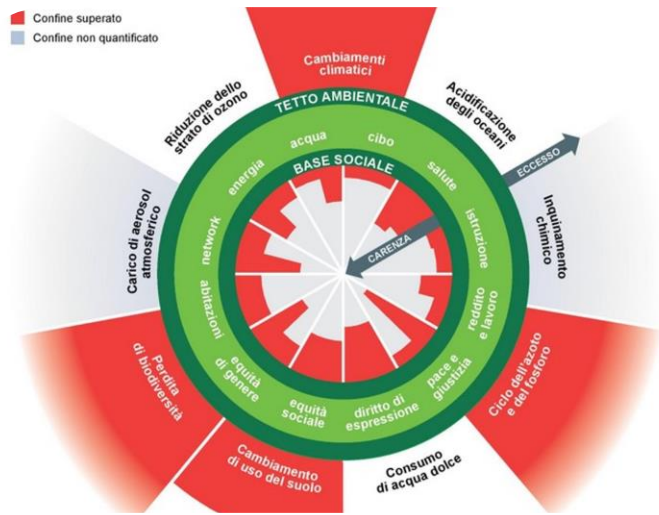 Confine superato
Confine non quantificato
Cambiamenti
climatici
Riduzione dello
strato di ozono
Acidificazione
degli oceani
TETTO AMBIENTALE
acqua
cibo
energia
salute
BASE SOCIALE
ECCESSO
CARENZA
Carico di aerosol
atmosferico
network
istruzione
Inquinamento
chimico
abitazioni
reddito
e lavoro
equità
di genere
pace e
giustizia
equità
sociale
diritto di
espressione
Perdita
di biodiversità
Ciclo dell'azoto
e del fosforo
Cambiamento
di uso del suolo
Consumo
di acqua dolce